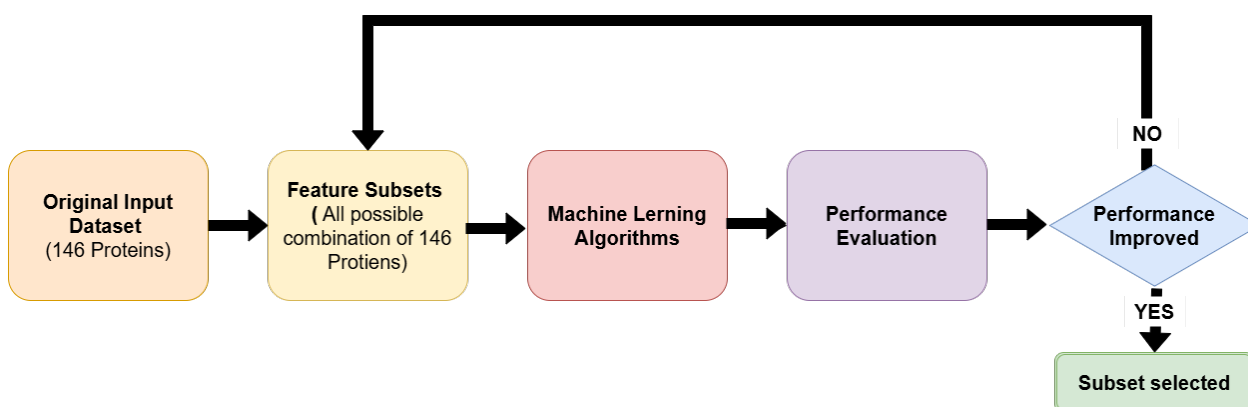 Original Input
Dataset
(146 Proteins)
Feature Subsets
( All possible
combination of 146
Protiens)
Machine Lerning
Algorithms
Performance
Evaluation
NO
Performance
Improved
YES
Subset selected